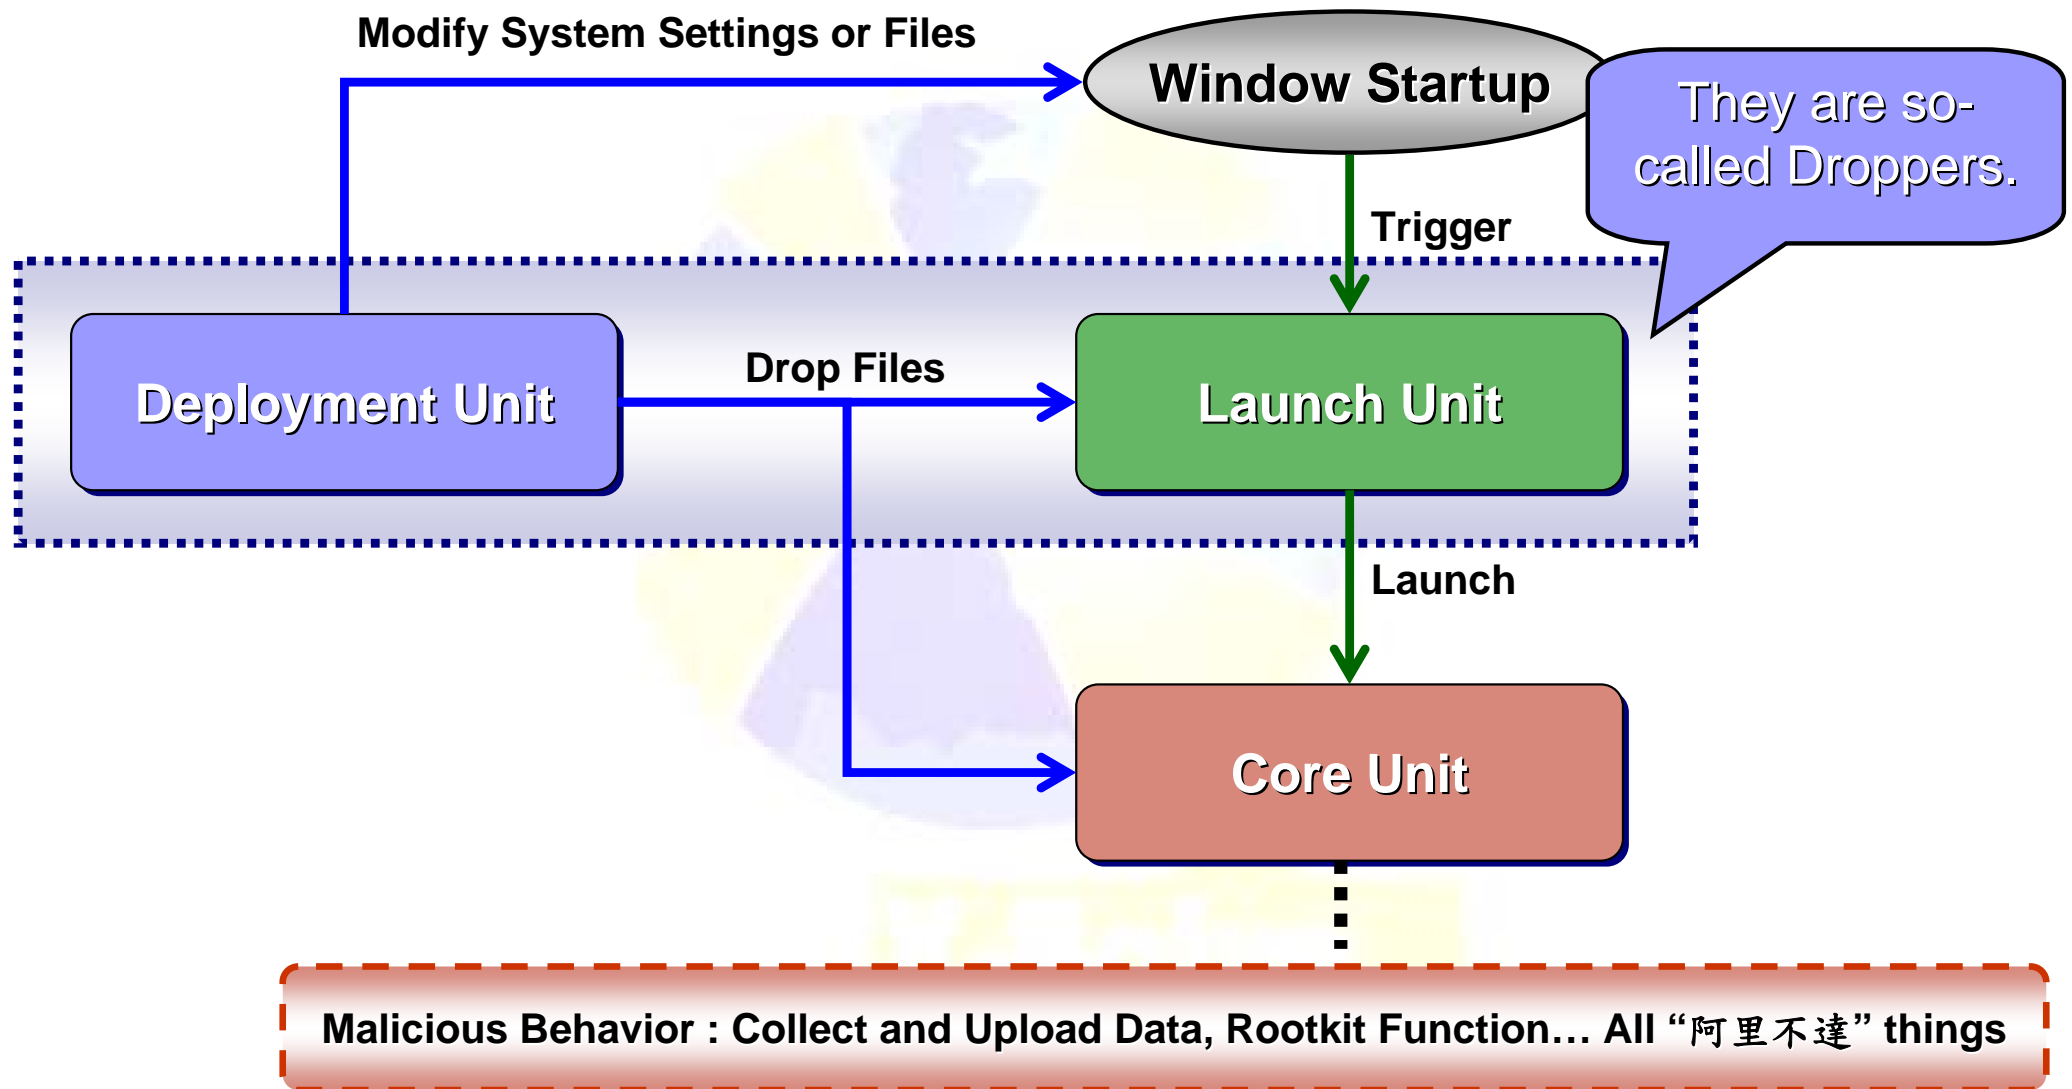 Modify System Settings or Files
Window Startup
They are so-
called Droppers.
Trigger
Deployment Unit
Drop Files
Launch Unit
Launch
Core Unit
Malicious Behavior : Collect and Upload Data, Rootkit Function… All “阿里不達” things